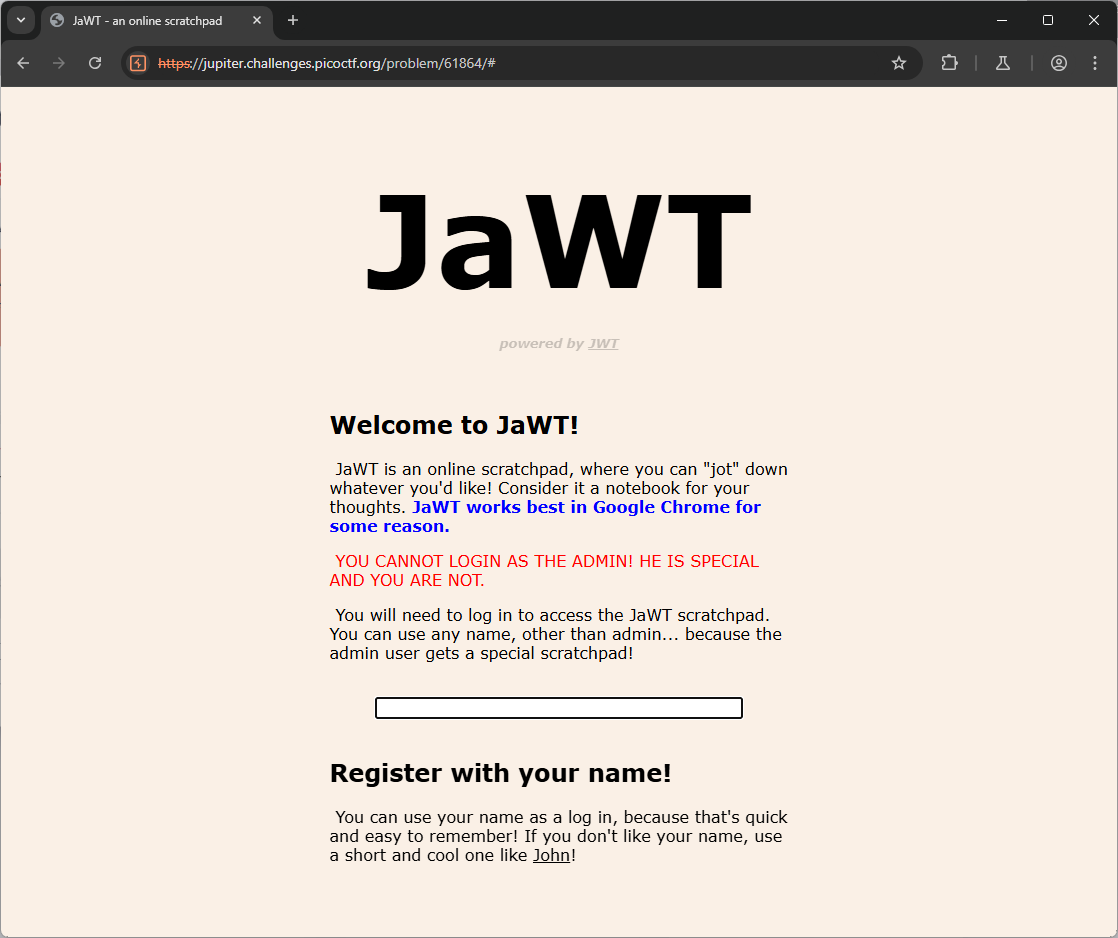 JaWT - an online scratchpad
https://jupiter.challenges.picoctf.org/problem/61864/#
JaWT
powered by JWT
Welcome to JaWT!
JaWT is an online scratchpad, where you can "jot" down
whatever you'd like! Consider it a notebook for your
thoughts. JaWT works best in Google Chrome for
some reason.
YOU CANNOT LOGIN AS THE ADMIN! HE IS SPECIAL
AND YOU ARE NOT.
You will need to log in to access the JaWT scratchpad.
You can use any name, other than admin... because the
admin user gets a special scratchpad!
Register with your name!
You can use your name as a log in, because that's quick
and easy to remember! If you don't like your name, use
a short and cool one like John!